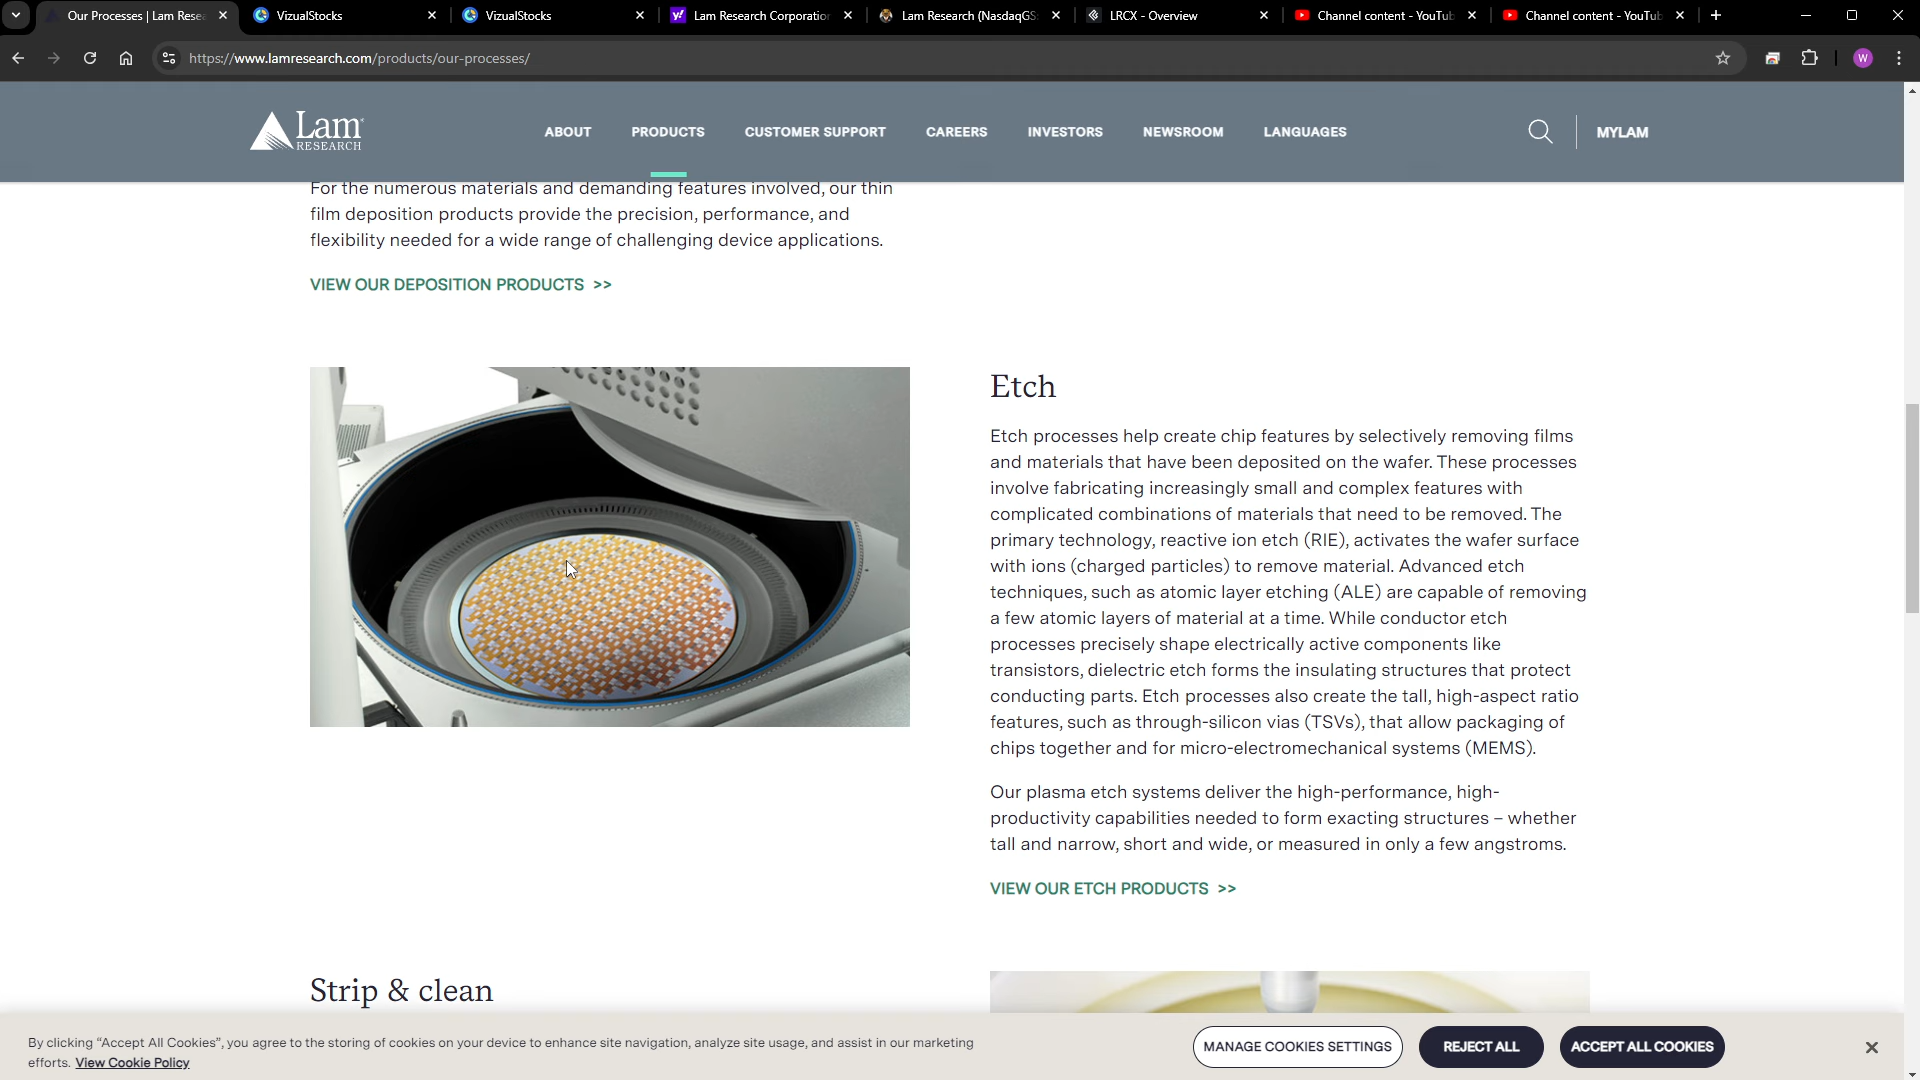 Our Processes | Lam Rese
VizualStocks
VizualStocks
Lam Research Corporation
Lam Research (NasdaqGS:
LRCX - Overview
Channel content - YouTub
Channel content - YouTub
https://www.lamresearch.com/products/our-processes/
W
Lam
RESEARCH
ABOUT
PRODUCTS
CUSTOMER SUPPORT
CAREERS
INVESTORS
NEWSROOM
LANGUAGES
MYLAM
For the numerous materials and demanding features involved, our thin
film deposition products provide the precision, performance, and
flexibility needed for a wide range of challenging device applications.
VIEW OUR DEPOSITION PRODUCTS >>
Etch
Etch processes help create chip features by selectively removing films
and materials that have been deposited on the wafer. These processes
involve fabricating increasingly small and complex features with
complicated combinations of materials that need to be removed. The
primary technology, reactive ion etch (RIE), activates the wafer surface
with ions (charged particles) to remove material. Advanced etch
techniques, such as atomic layer etching (ALE) are capable of removing
a few atomic layers of material at a time. While conductor etch
processes precisely shape electrically active components like
transistors, dielectric etch forms the insulating structures that protect
conducting parts. Etch processes also create the tall, high-aspect ratio
features, such as through-silicon vias (TSVs), that allow packaging of
chips together and for micro-electromechanical systems (MEMS).
Our plasma etch systems deliver the high-performance, high-
productivity capabilities needed to form exacting structures – whether
tall and narrow, short and wide, or measured in only a few angstroms.
VIEW OUR ETCH PRODUCTS >>
Strip & clean
By clicking “Accept All Cookies”, you agree to the storing of cookies on your device to enhance site navigation, analyze site usage, and assist in our marketing
efforts. View Cookie Policy
MANAGE COOKIES SETTINGS
REJECT ALL
ACCEPT ALL COOKIES